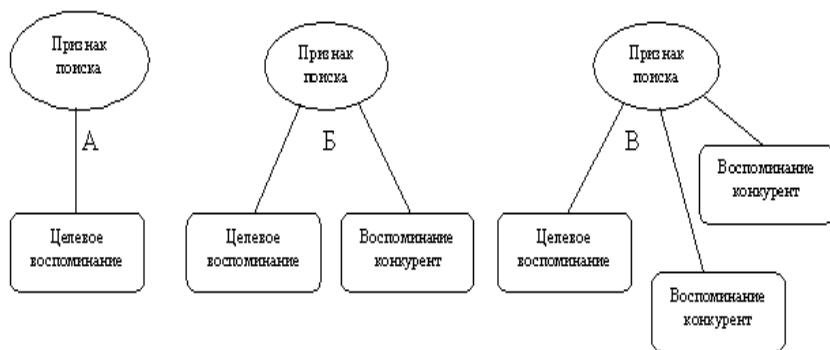 Признак
поиска
А
Целевое
воспоминание
Признак
поиска
Б
Целевое
воспоминание
Воспоминание
конкурент
Признак
поиска
В
Целевое
воспоминание
Воспоминание
конкурент
Воспоминание
конкурент